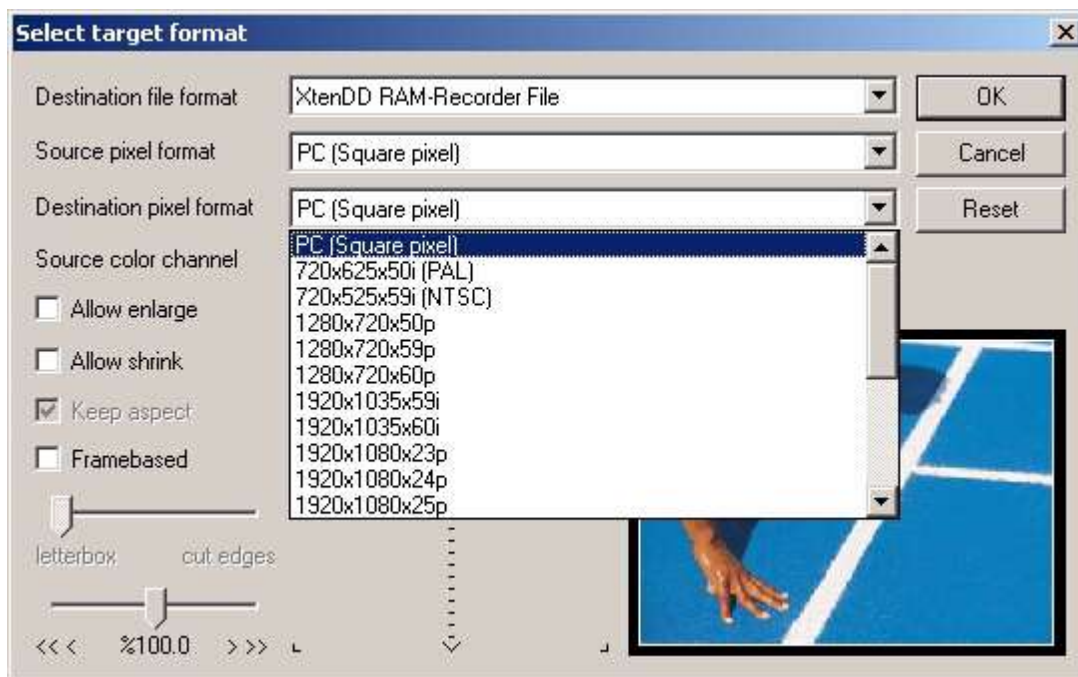 Select target format
Destination file format XtenDD RAM-Recorder File OK
Source pixel format PC (Square pixel) Cancel
Destination pixel format PC (Square pixel) Reset
PC (Square pixel)
Source color channel
720x625x50i (PAL)
720x525x59i (NTSC)
Allow enlarge
1280x720x50p
1280x720x59p
Allow shrink
1280x720x60p
1920x1035x59i
Keep aspect
1920x1035x60i
1920x1080x23p
Framebased
1920x1080x24p
1920x1080x25p
letterbox cut edges
<< < %100.0 > >>